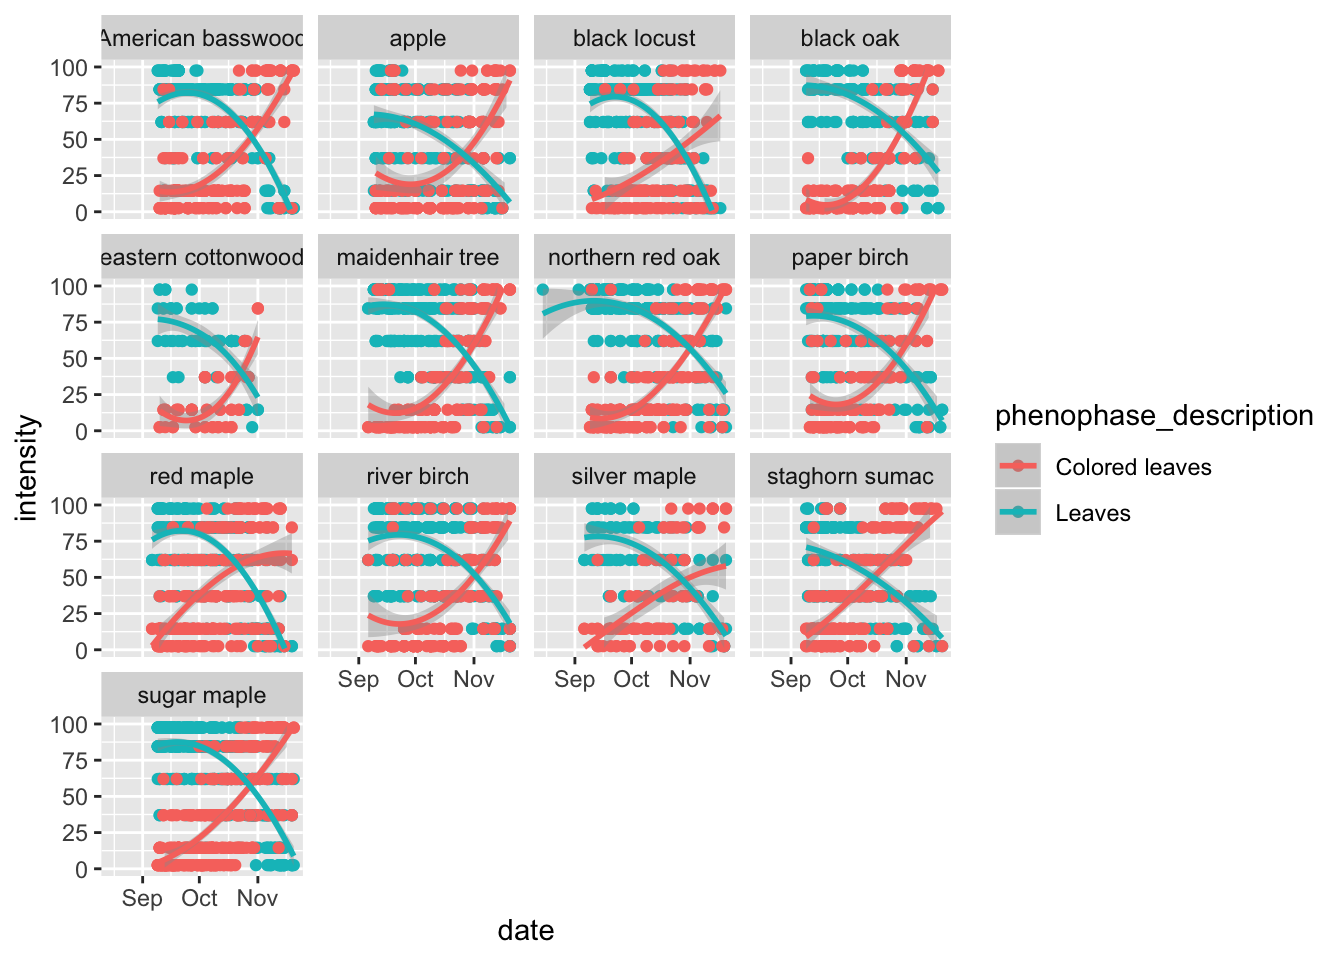 American basswood
apple
black locust
black oak
100
75
50
25
0
eastern cottonwood
maidenhair tree
northern red oak
paper birch
100
75
50
25
0
red maple
river birch
silver maple
staghorn sumac
100
75
50
25
0
Sep Oct Nov
Sep Oct Nov
Sep Oct Nov
sugar maple
100
75
50
25
0
Sep Oct Nov
date
intensity
phenophase_description
Colored leaves
Leaves